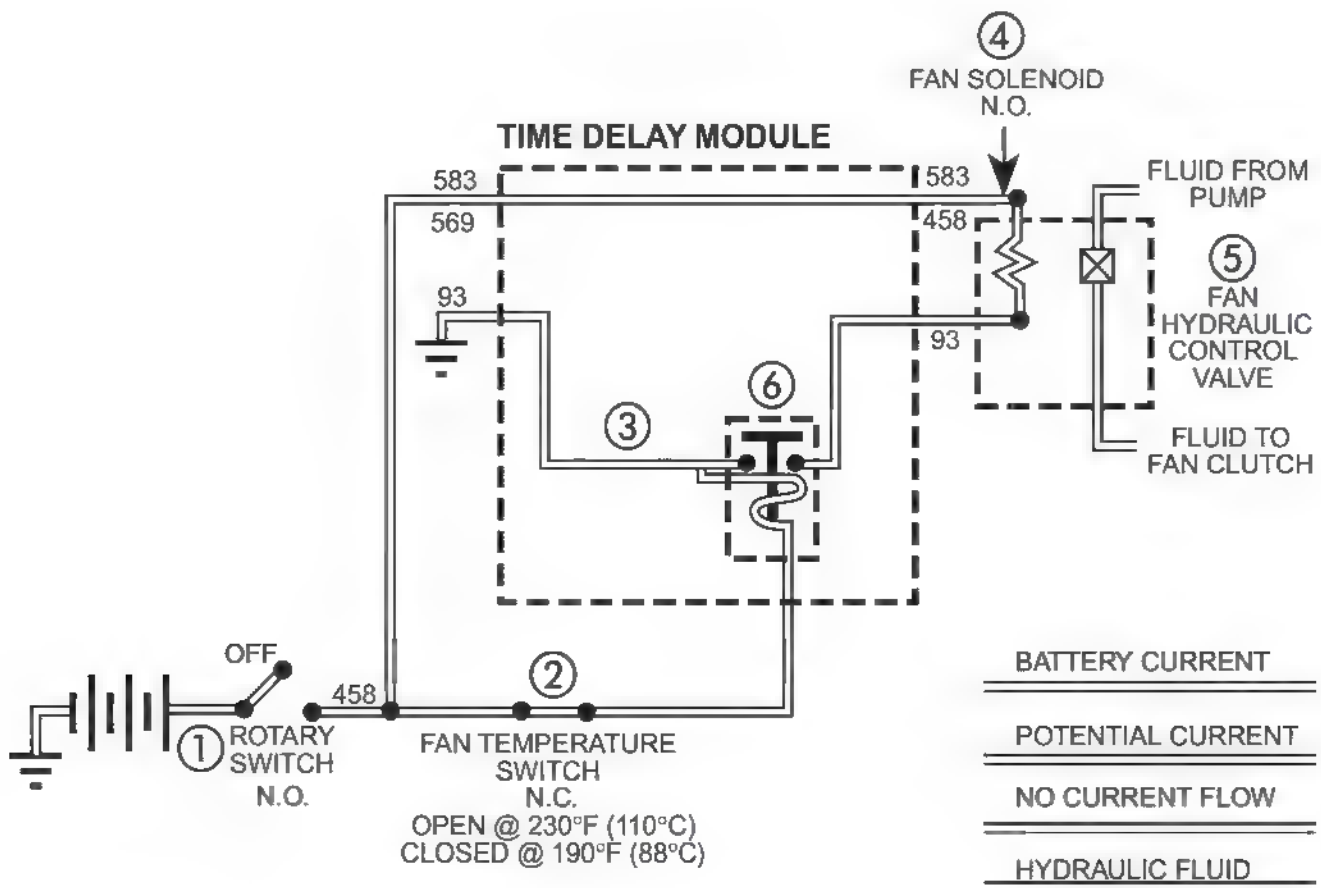 ④
FAN SOLENOID
N.O.
TIME DELAY MODULE
583
569
583
458
FLUID FROM
PUMP
⑤
FAN
HYDRAULIC
CONTROL
VALVE
93
93
⑥
③
FLUID TO
FAN CLUTCH
OFF
458
②
① ROTARY
SWITCH
N.O.
FAN TEMPERATURE
SWITCH
N.C.
OPEN @ 230°F (110°C)
CLOSED @ 190°F (88°C)
BATTERY CURRENT
POTENTIAL CURRENT
NO CURRENT FLOW
HYDRAULIC FLUID